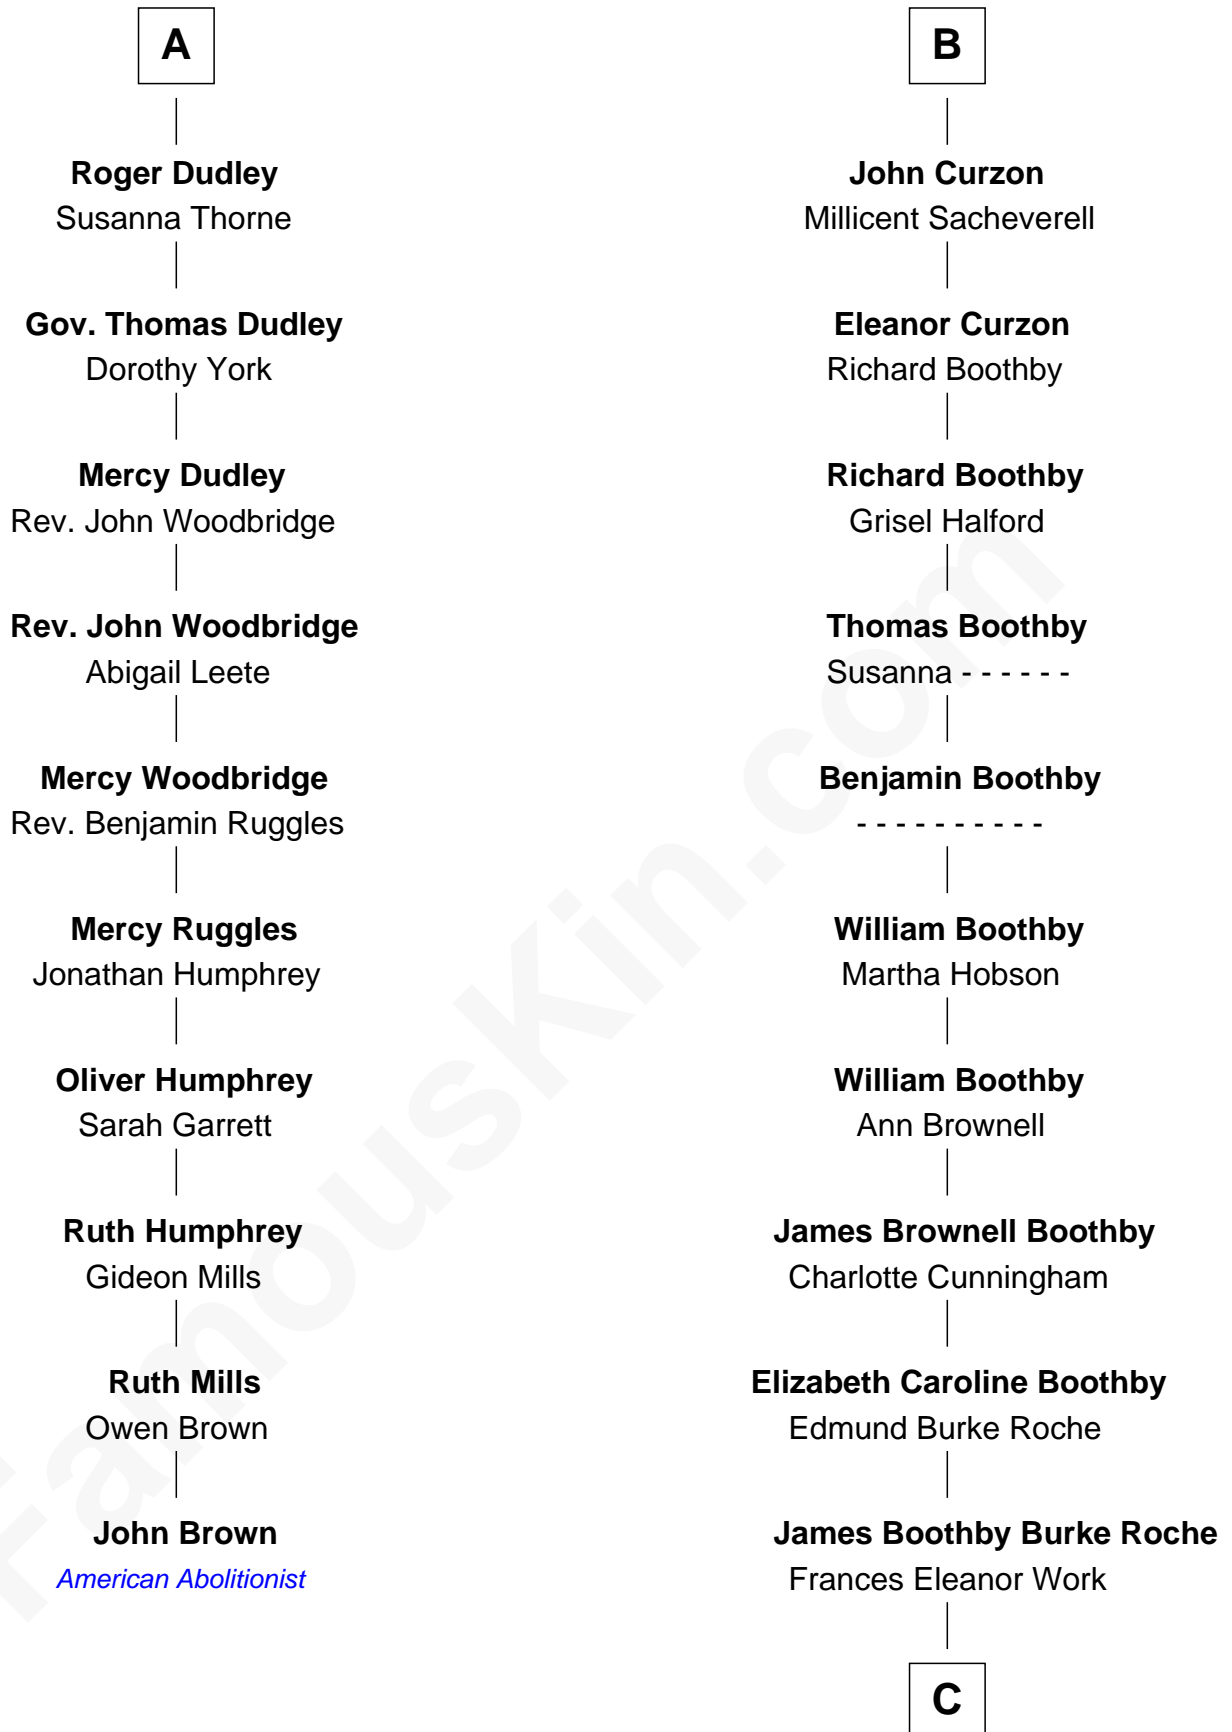 A
Roger Dudley
Susanna Thorne
Gov. Thomas Dudley
Dorothy York
Mercy Dudley
Rev. John Woodbridge
Rev. John Woodbridge
Abigail Leete
Mercy Woodbridge
Rev. Benjamin Ruggles
Mercy Ruggles
Jonathan Humphrey
Oliver Humphrey
Sarah Garrett
Ruth Humphrey
Gideon Mills
Ruth Mills
Owen Brown
John Brown
American Abolitionist
B
John Curzon
Millicent Sacheverell
Eleanor Curzon
Richard Boothby
Richard Boothby
Grisel Halford
Thomas Boothby
Susanna - - - - - -
Benjamin Boothby
- - - - - - - - - -
William Boothby
Martha Hobson
William Boothby
Ann Brownell
James Brownell Boothby
Charlotte Cunningham
Elizabeth Caroline Boothby
Edmund Burke Roche
James Boothby Burke Roche
Frances Eleanor Work
C
FamousKin.com